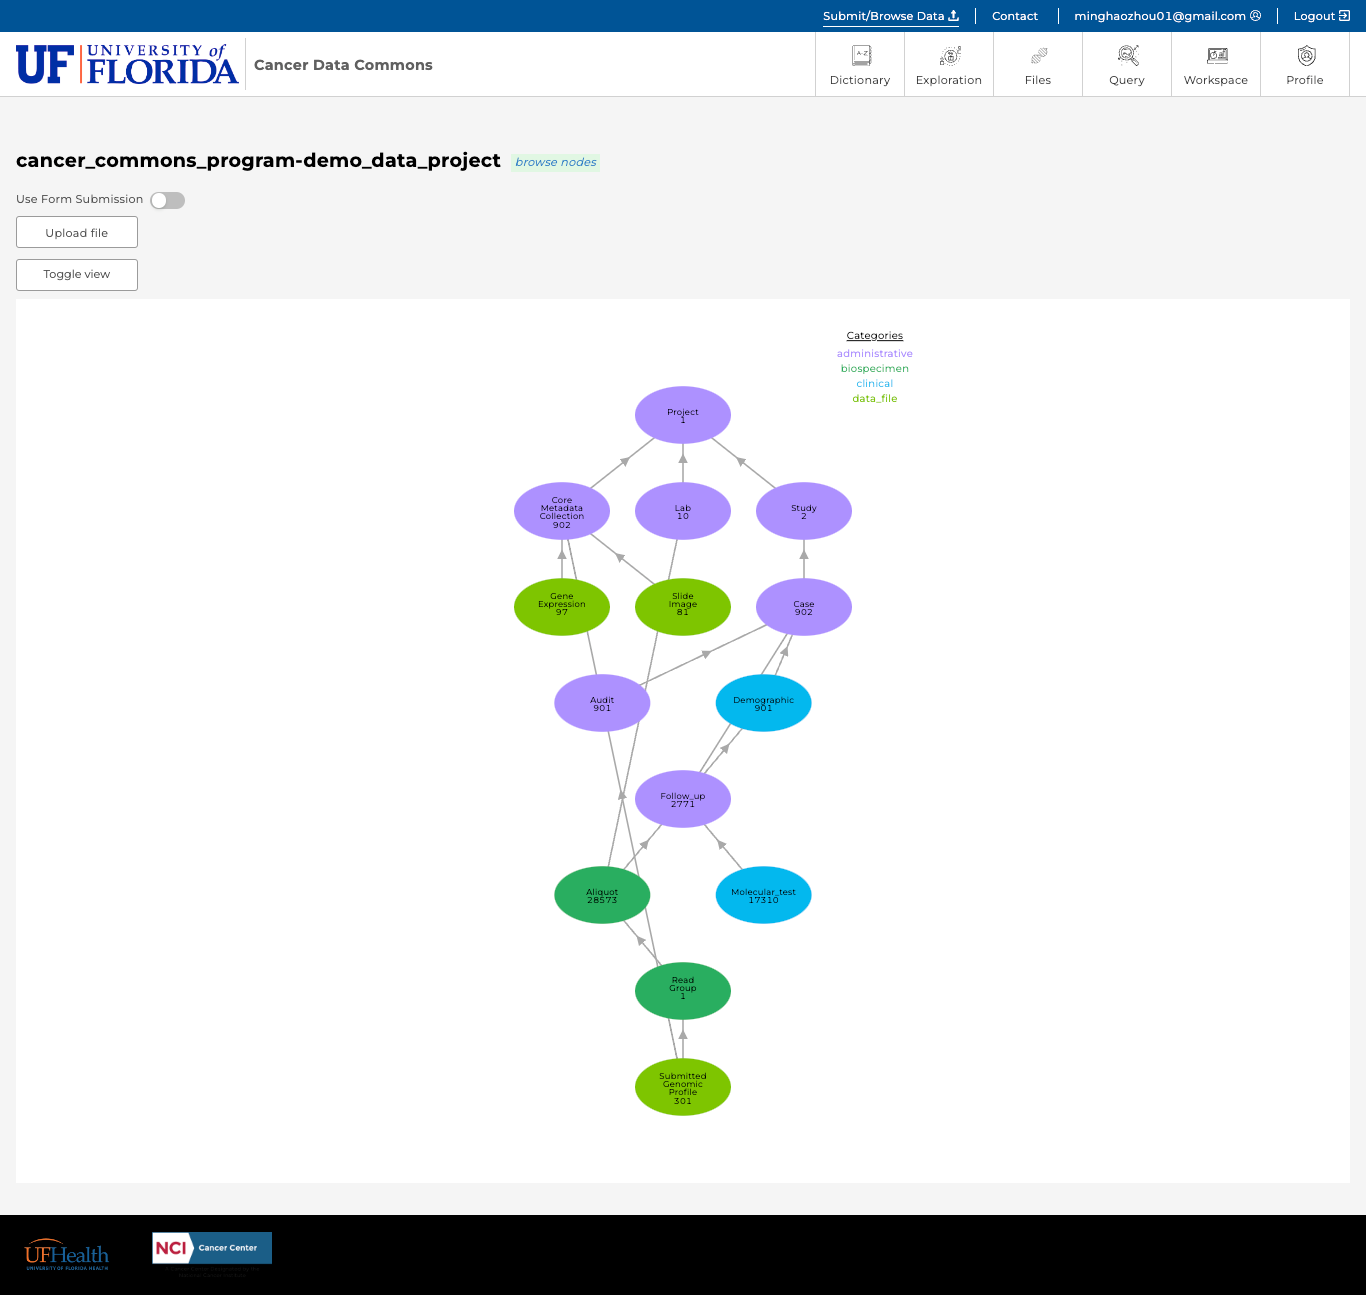 Submit/Browse Data
Contact
minghaozhou01@gmail.com
Logout
UF UNIVERSITY of FLORIDA
Cancer Data Commons
A-Z
Dictionary
Exploration
Files
Query
Workspace
Profile
cancer_commons_program-demo_data_project
browse nodes
Use Form Submission
Upload file
Toggle view
Categories
administrative
biospecimen
clinical
data_file
Project
1
Core
Metadata
Collection
902
Lab
10
Study
2
Gene
Expression
97
Slide
Image
81
Case
902
Audit
901
Demographic
901
Follow_up
2771
Aliquot
28573
Molecular_test
17310
Read
Group
1
Submitted
Genomic
Profile
301
UFHealth
UNIVERSITY OF FLORIDA HEALTH
NCI
Cancer Center